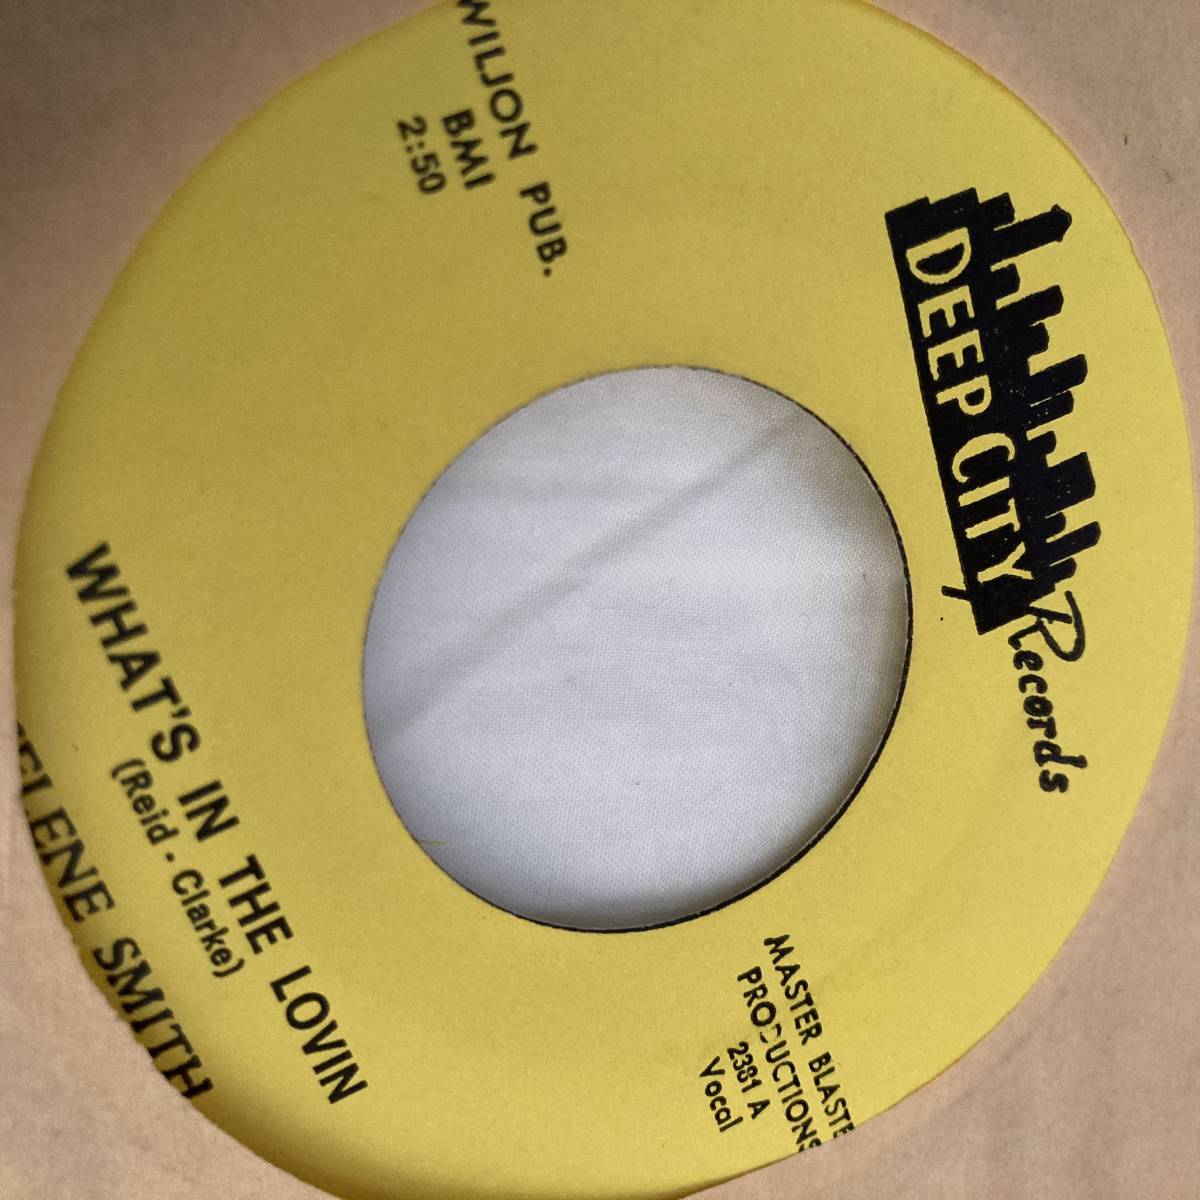 DEEP CITY Records
WILJON PUB.
BMI
2:50
MASTER BLASTE
PRODUCTIONS
2381 A
Vocal
WHAT'S IN THE LOVIN
(Reid - Clarke)
SMITH